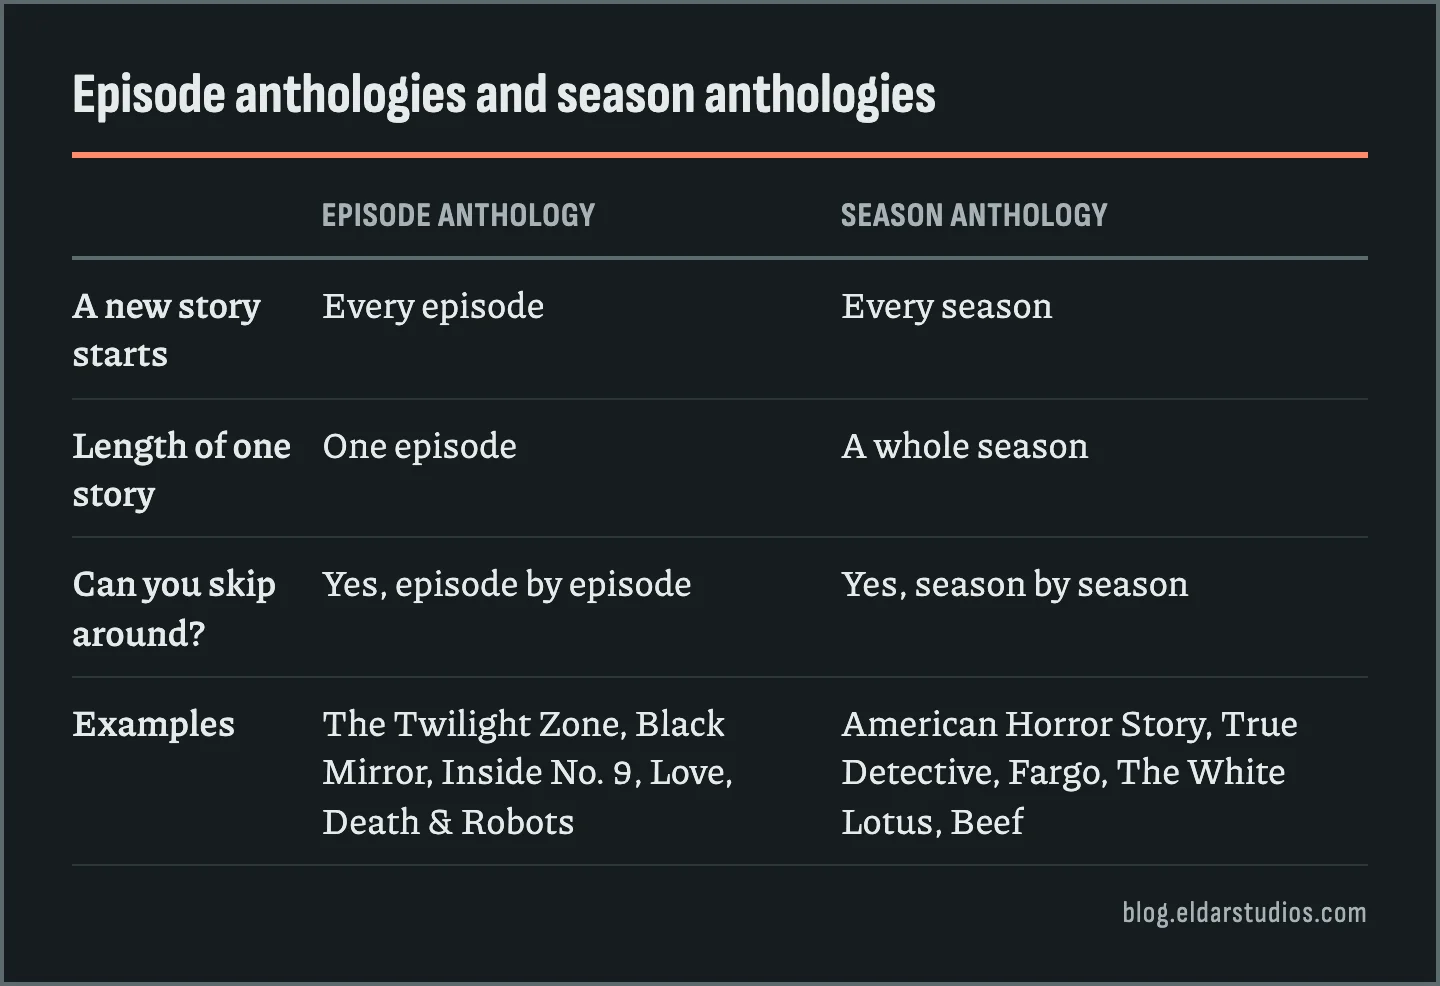 Episode anthologies and season anthologies
EPISODE ANTHOLOGY
SEASON ANTHOLOGY
A new story
starts
Every episode
Every season
Length of one
story
One episode
A whole season
Can you skip
around?
Yes, episode by episode
Yes, season by season
Examples
The Twilight Zone, Black
Mirror, Inside No. 9, Love,
Death & Robots
American Horror Story, True
Detective, Fargo, The White
Lotus, Beef
blog.eldarstudios.com